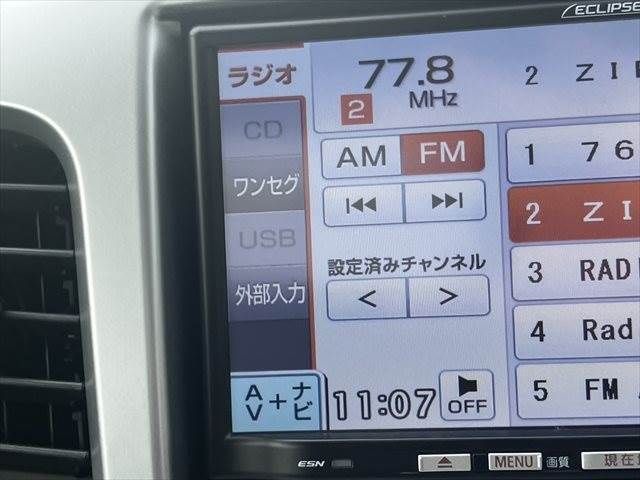 ECLIPSE
ラジオ
77.8
MHz
2
2 ZI
CD
ワンセグ
USB
外部入力
AM
FM
設定済みチャンネル
<
>
1 76
2 ZI
3 RAD
4 Rad
5 FM
AV+ナビ
11:07
OFF
ESN
MENU
画質
現在